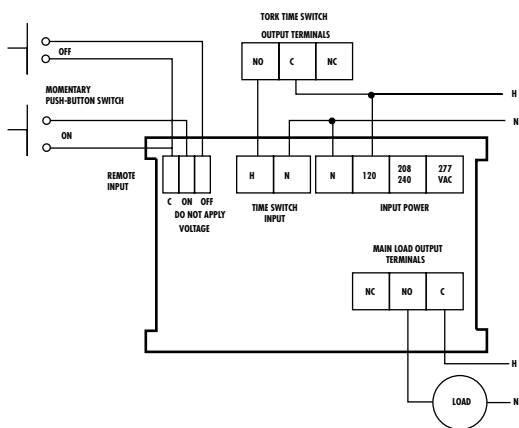 TORK TIME SWITCH
OUTPUT TERMINALS
NO C NC
OFF
MOMENTARY
PUSH-BUTTON SWITCH
ON
H
N
REMOTE
INPUT
C ON OFF
DO NOT APPLY
VOLTAGE
H N
TIME SWITCH
INPUT
N 120 208
240 277
VAC
INPUT POWER
MAIN LOAD OUTPUT
TERMINALS
NC NO C
H
LOAD N